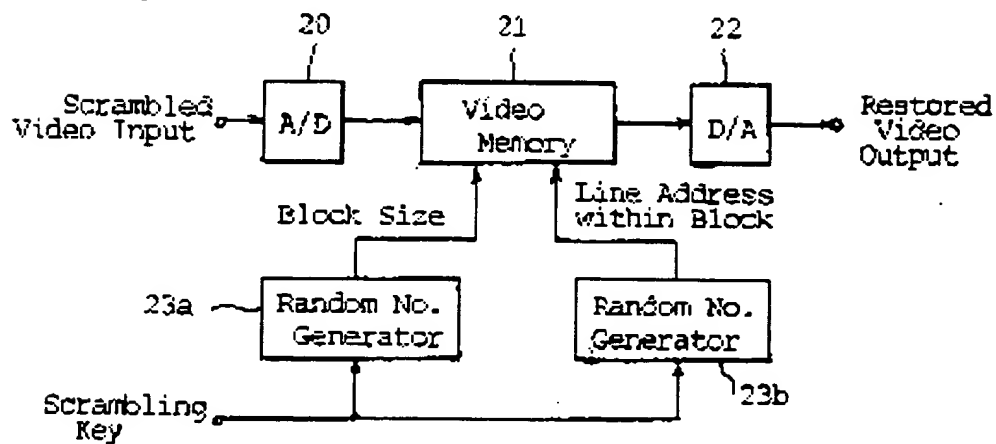 20
21
22
Scrambled
Video Input
A/D
Video
Memory
D/A
Restored
Video
Output
Block Size
Line Address
within Block
23a
Random No.
Generator
Random No.
Generator
23b
Scrambling
Key